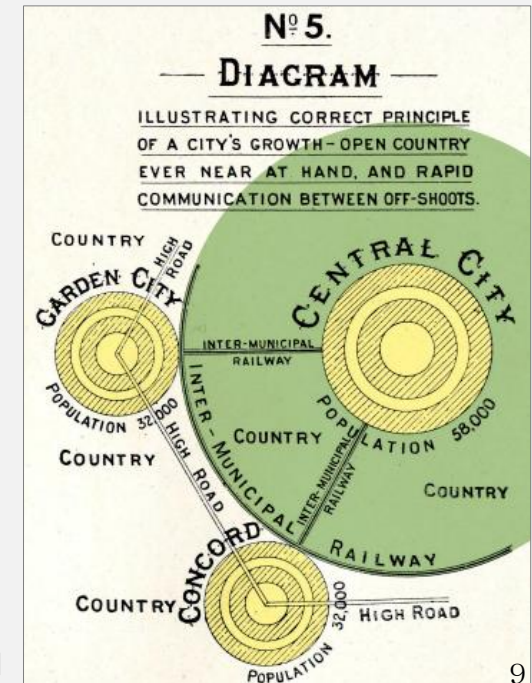 Nº 5.
DIAGRAM
ILLUSTRATING CORRECT PRINCIPLE
OF A CITY'S GROWTH - OPEN COUNTRY
EVER NEAR AT HAND, AND RAPID
COMMUNICATION BETWEEN OFF-SHOOTS.
COUNTRY
HIGH
ROAD
GARDEN CITY
POPULATION 32,000
CENTRAL CITY
POPULATION 58,000
INTER-MUNICIPAL
RAILWAY
INTER-MUNICIPAL RAILWAY
COUNTRY
INTER-MUNICIPAL
RAILWAY
COUNTRY
HIGH ROAD
COUNTRY
CONCORD
COUNTRY
POPULATION 32,000
HIGH ROAD
9